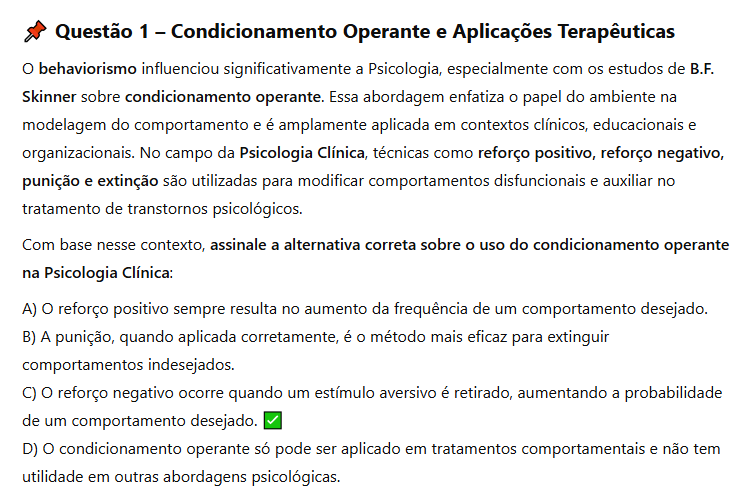 📌 Questão 1 – Condicionamento Operante e Aplicações Terapêuticas
O behaviorismo influenciou significativamente a Psicologia, especialmente com os estudos de B.F.
Skinner sobre condicionamento operante. Essa abordagem enfatiza o papel do ambiente na
modelagem do comportamento e é amplamente aplicada em contextos clínicos, educacionais e
organizacionais. No campo da Psicologia Clínica, técnicas como reforço positivo, reforço negativo,
punição e extinção são utilizadas para modificar comportamentos disfuncionais e auxiliar no
tratamento de transtornos psicológicos.
Com base nesse contexto, assinale a alternativa correta sobre o uso do condicionamento operante
na Psicologia Clínica:
A) O reforço positivo sempre resulta no aumento da frequência de um comportamento desejado.
B) A punição, quando aplicada corretamente, é o método mais eficaz para extinguir
comportamentos indesejados.
C) O reforço negativo ocorre quando um estímulo aversivo é retirado, aumentando a probabilidade
de um comportamento desejado. ✅
D) O condicionamento operante só pode ser aplicado em tratamentos comportamentais e não tem
utilidade em outras abordagens psicológicas.